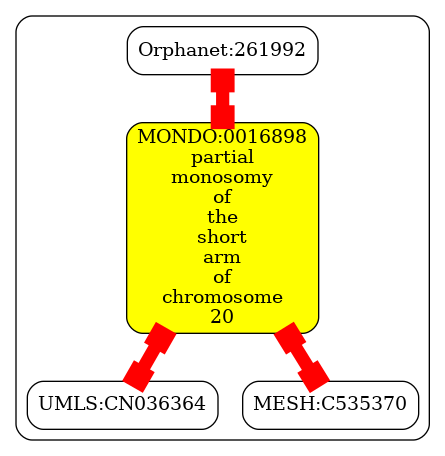 Orphanet:261992
MONDO:0016898
partial
monosomy
of
the
short
arm
of
chromosome
20
UMLS:CN036364
MESH:C535370